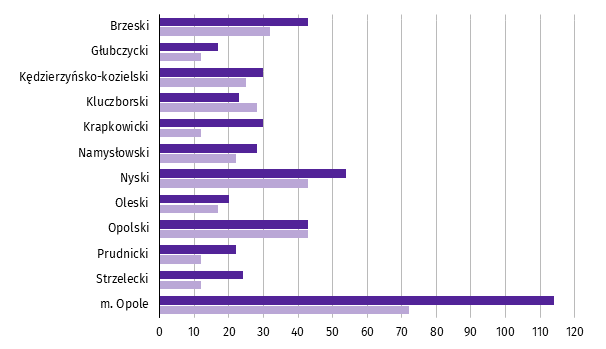 Brzeski
Głubczycki
Kędzierzyńsko-kozielski
Kluczborski
Krapkowicki
Namysłowski
Nyski
Oleski
Opolski
Prudnicki
Strzelecki
m. Opole
0 10 20 30 40 50 60 70 80 90 100 110 120